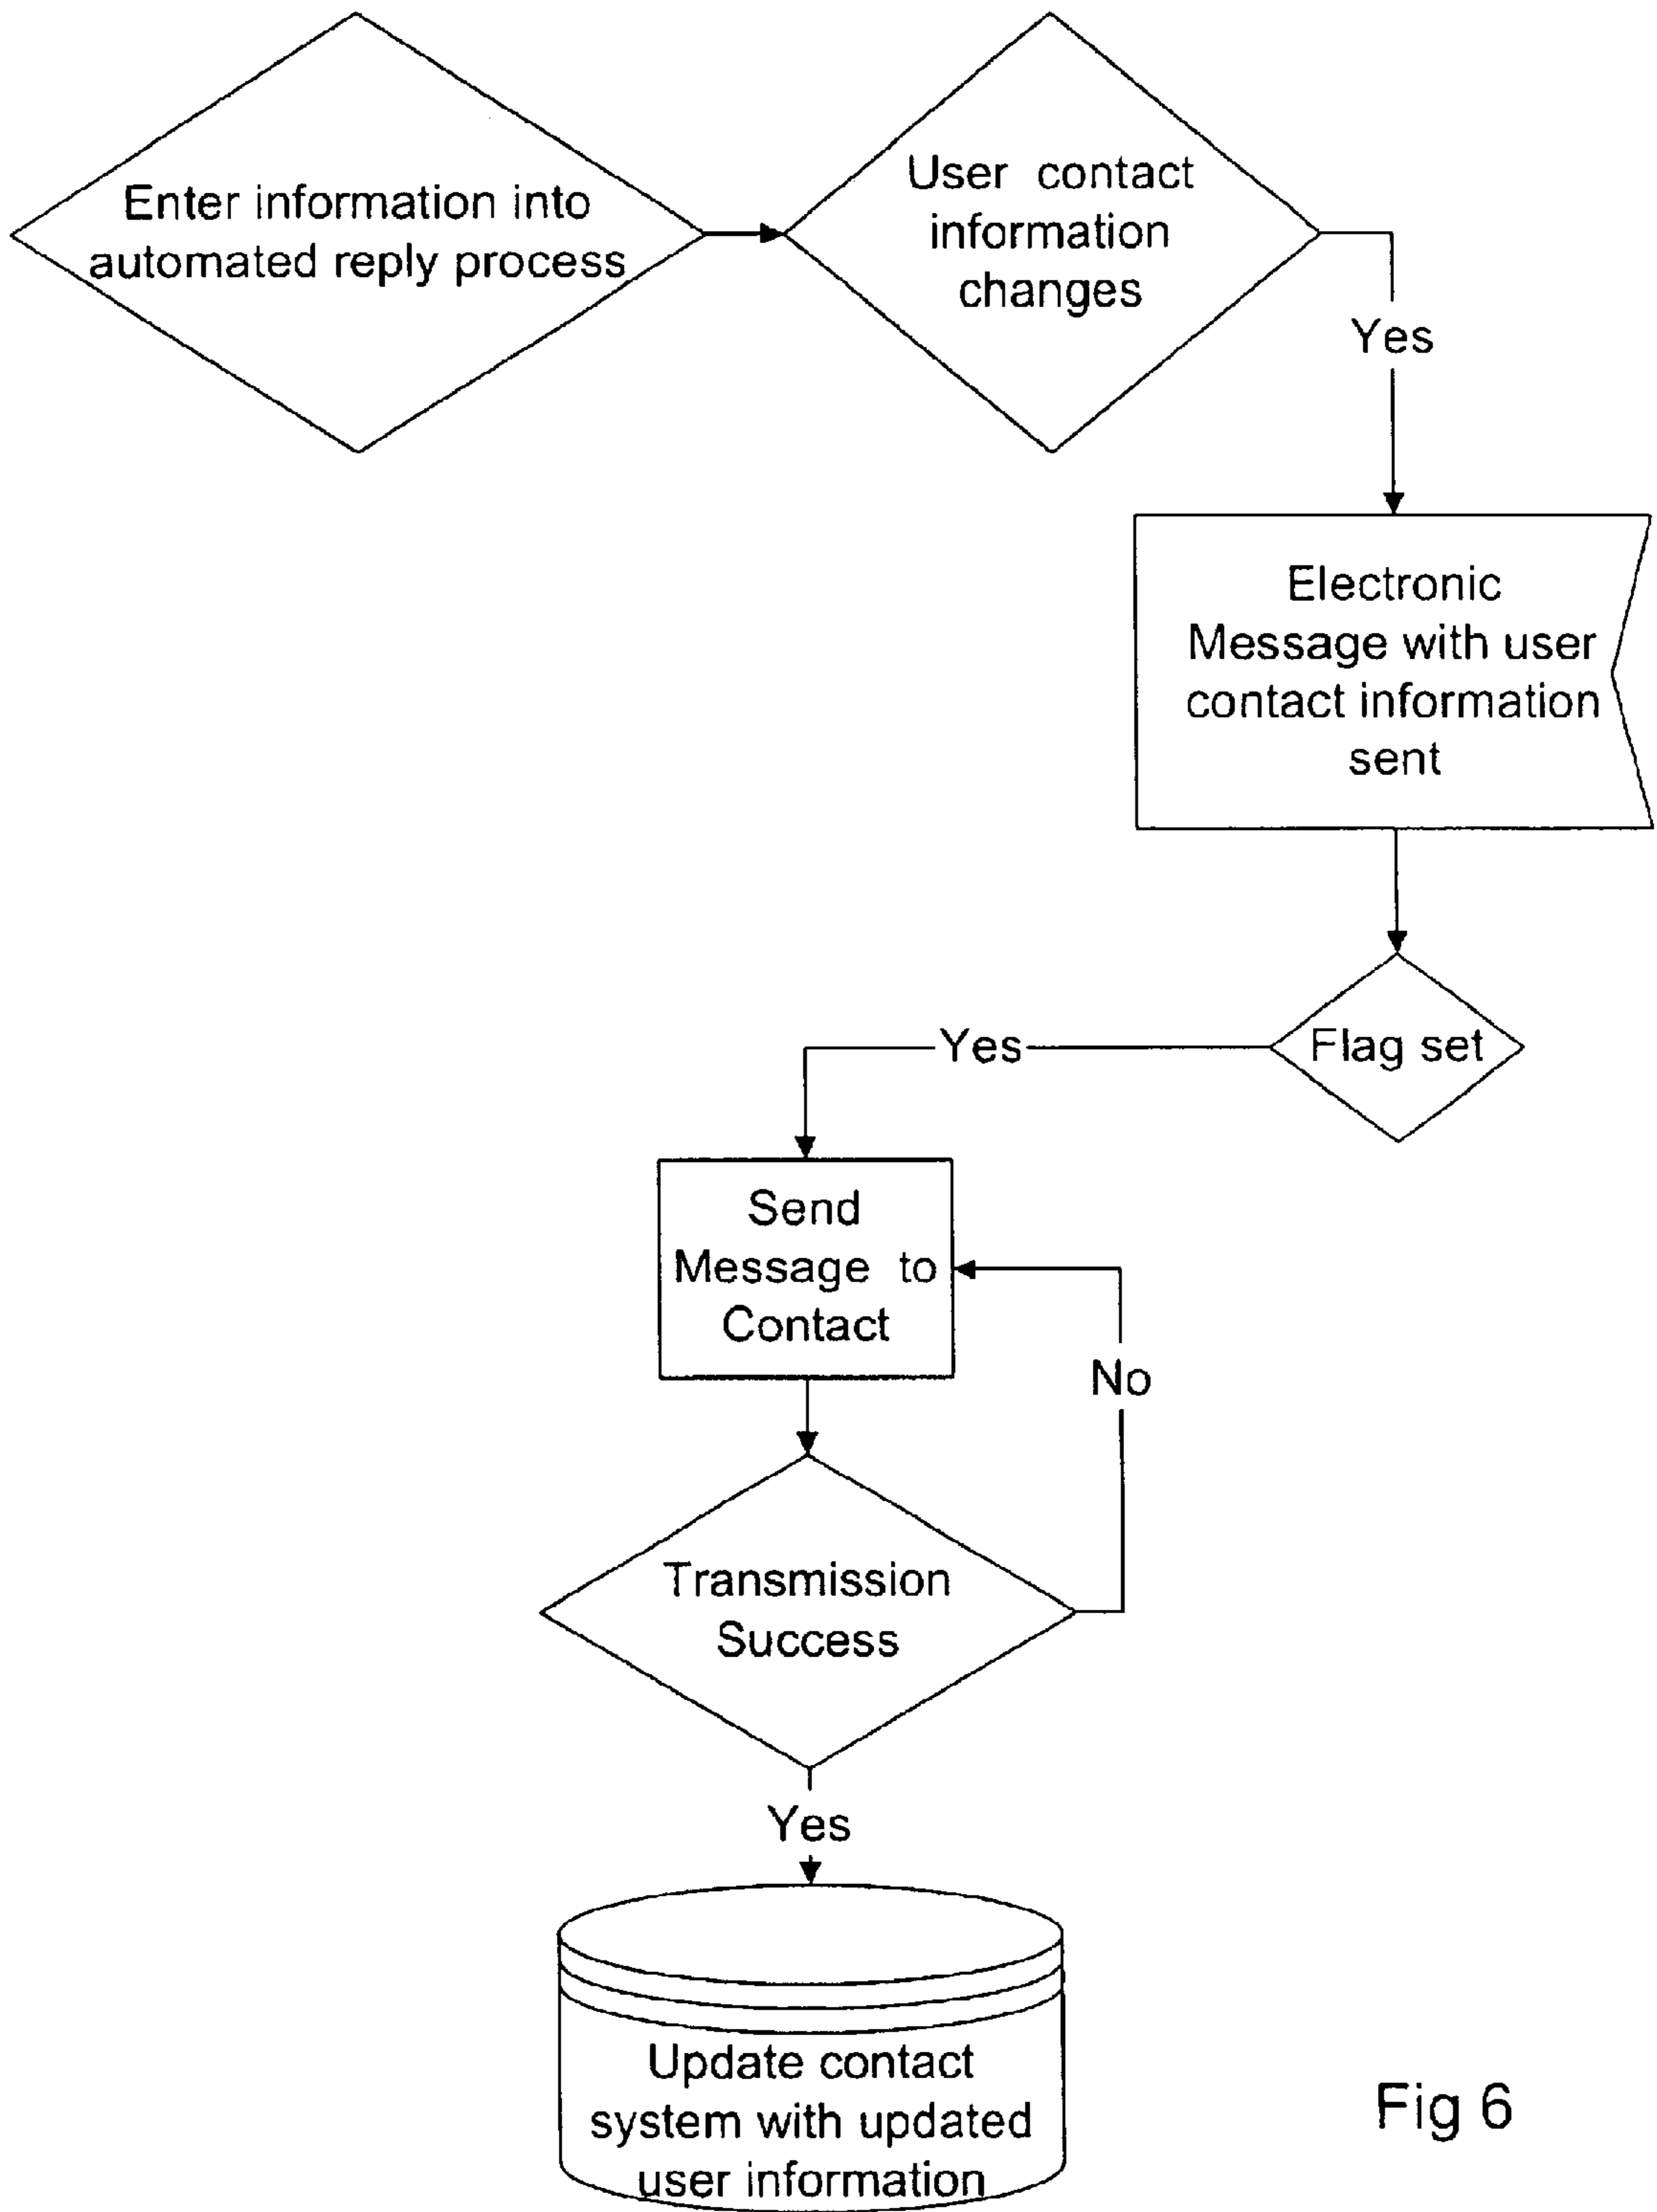 Enter information into
automated reply process
User contact
information
changes
Yes
Electronic
Message with user
contact information
sent
Flag set
Yes
Send
Message to
Contact
No
Transmission
Success
Yes
Update contact
system with updated
user information
Fig 6